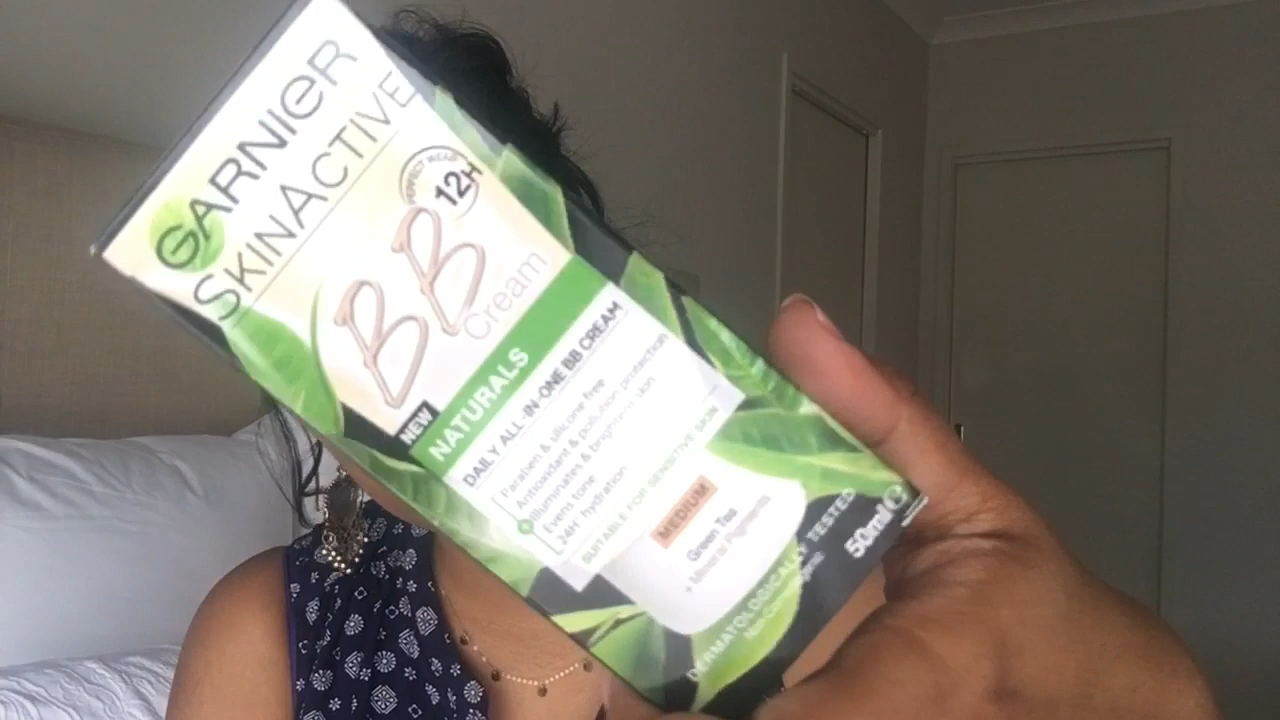 GARNIER
SKINACTIVE
PERFECT WEAR
12H
BB
Cream
NEW
NATURALS
DAILY ALL-IN-ONE BB CREAM
Paraben & silicone free
Antioxidant & pollution protection
Illuminates & brightens skin
Evens tone
24H hydration
SUITABLE FOR SENSITIVE SKIN
MEDIUM
Green Tea
+ Mineral Pigments
DERMATOLOGICALLY TESTED
50ml e